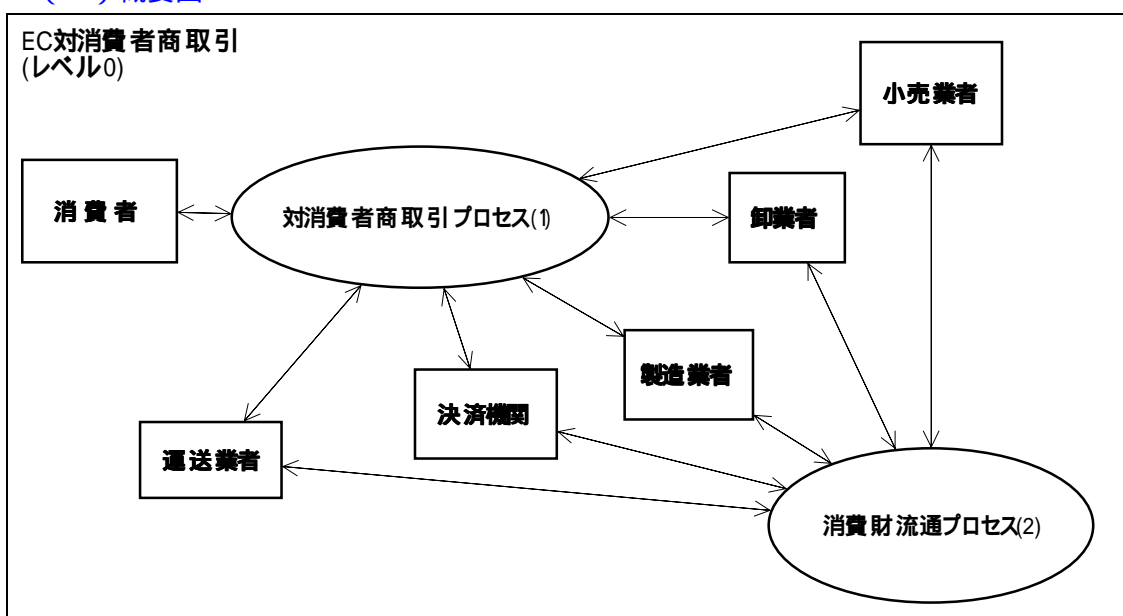 EC対消費者商取引
(レベル0)
小売業者
消費者
対消費者商取引プロセス(1)
卸業者
製造業者
決済機関
運送業者
消費財流通プロセス(2)